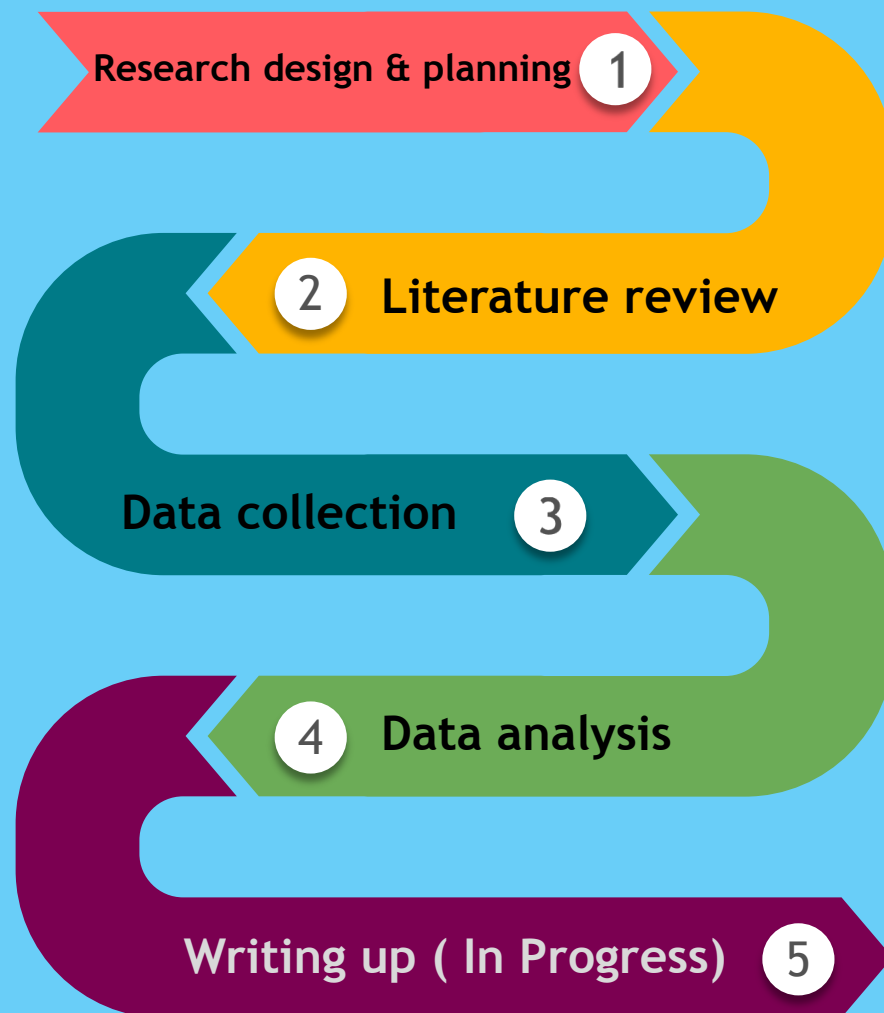 Research design & planning 1
2 Literature review
Data collection 3
4 Data analysis
Writing up ( In Progress) 5